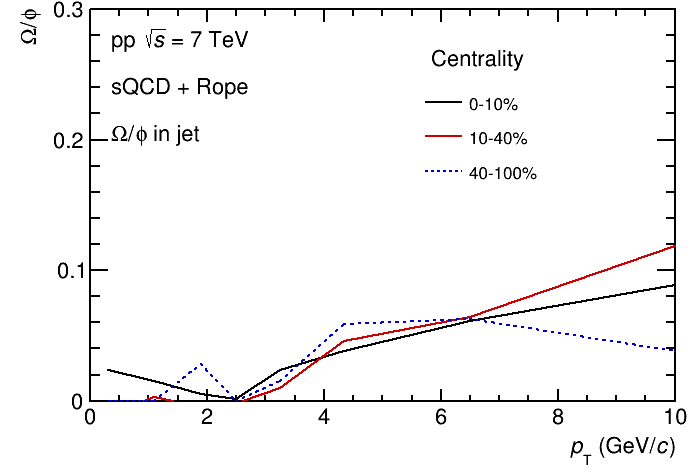 Ω/ϕ
0.3
0.2
0.1
0
pp √s = 7 TeV
sQCD + Rope
Ω/ϕ in jet
Centrality
0-10%
10-40%
40-100%
0 2 4 6 8 10
p_T (GeV/c)